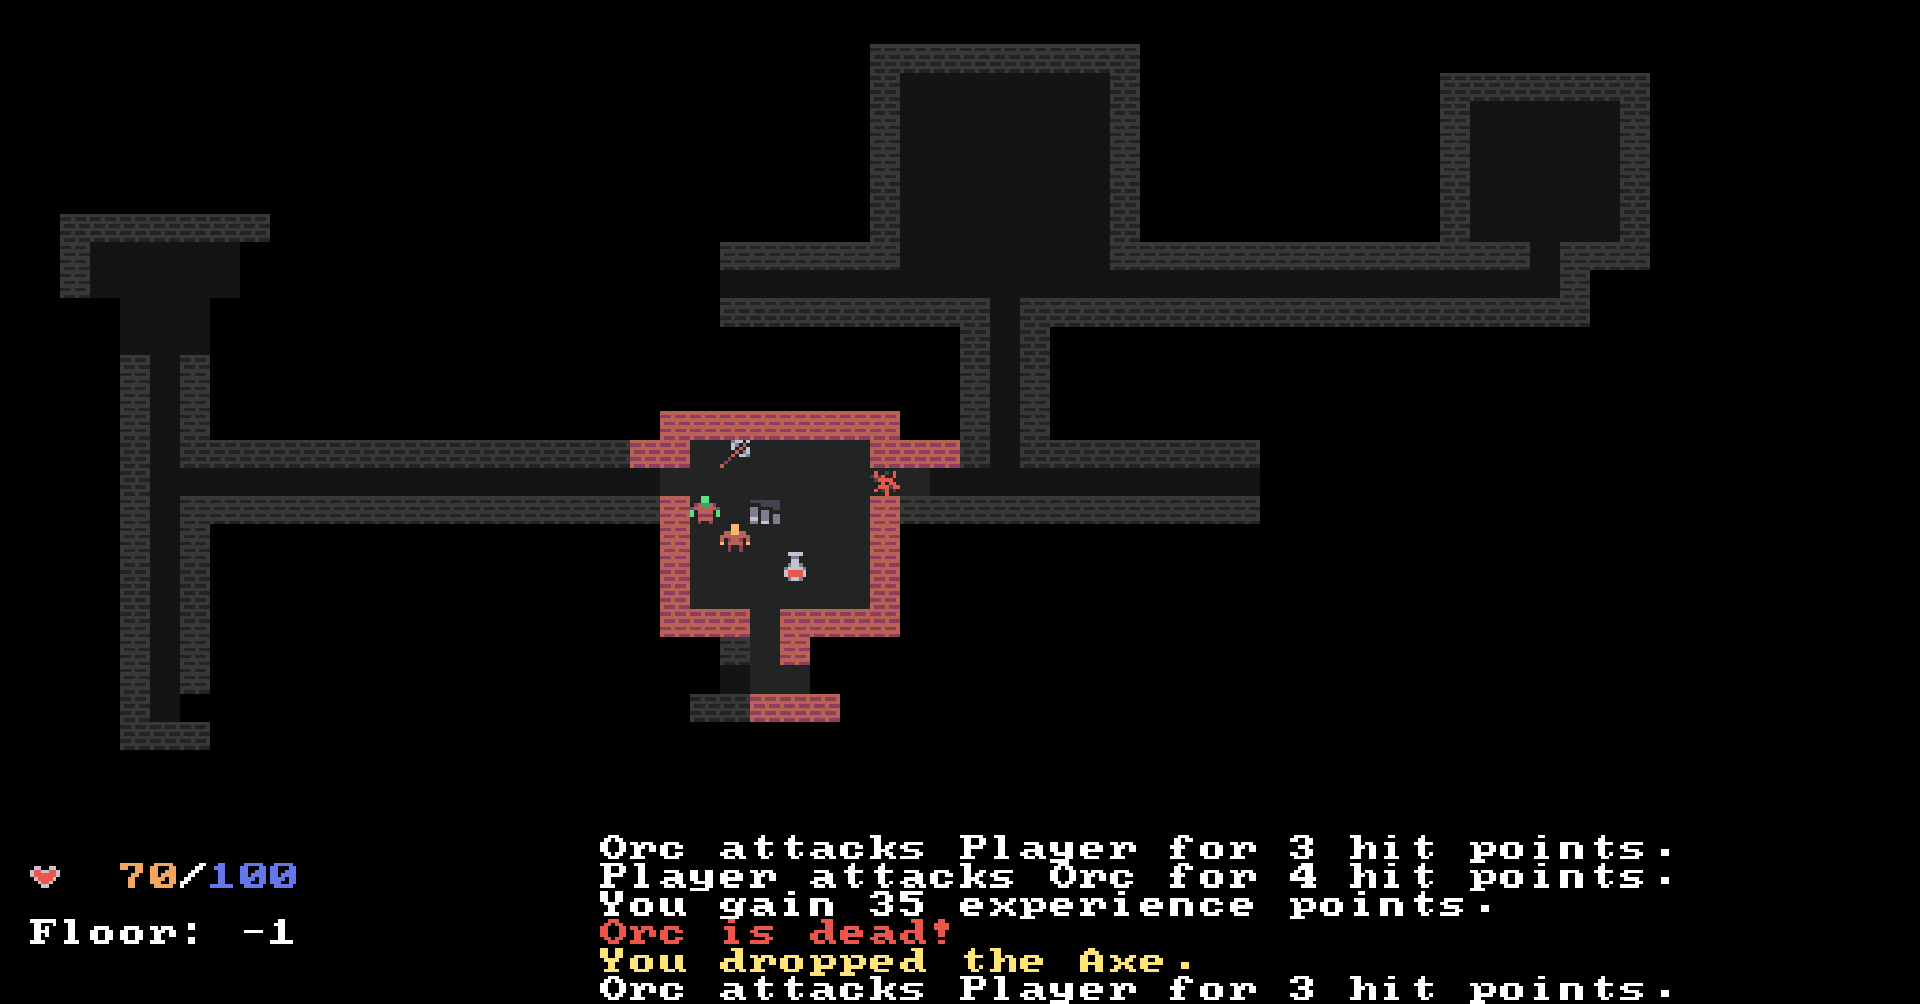 Orc attacks Player for 3 hit points.
70/100
Player attacks Orc for 4 hit points.
You gain 35 experience points.
Floor: -1
Orc is dead!
You dropped the Axe.
Orc attacks Player for 3 hit points.